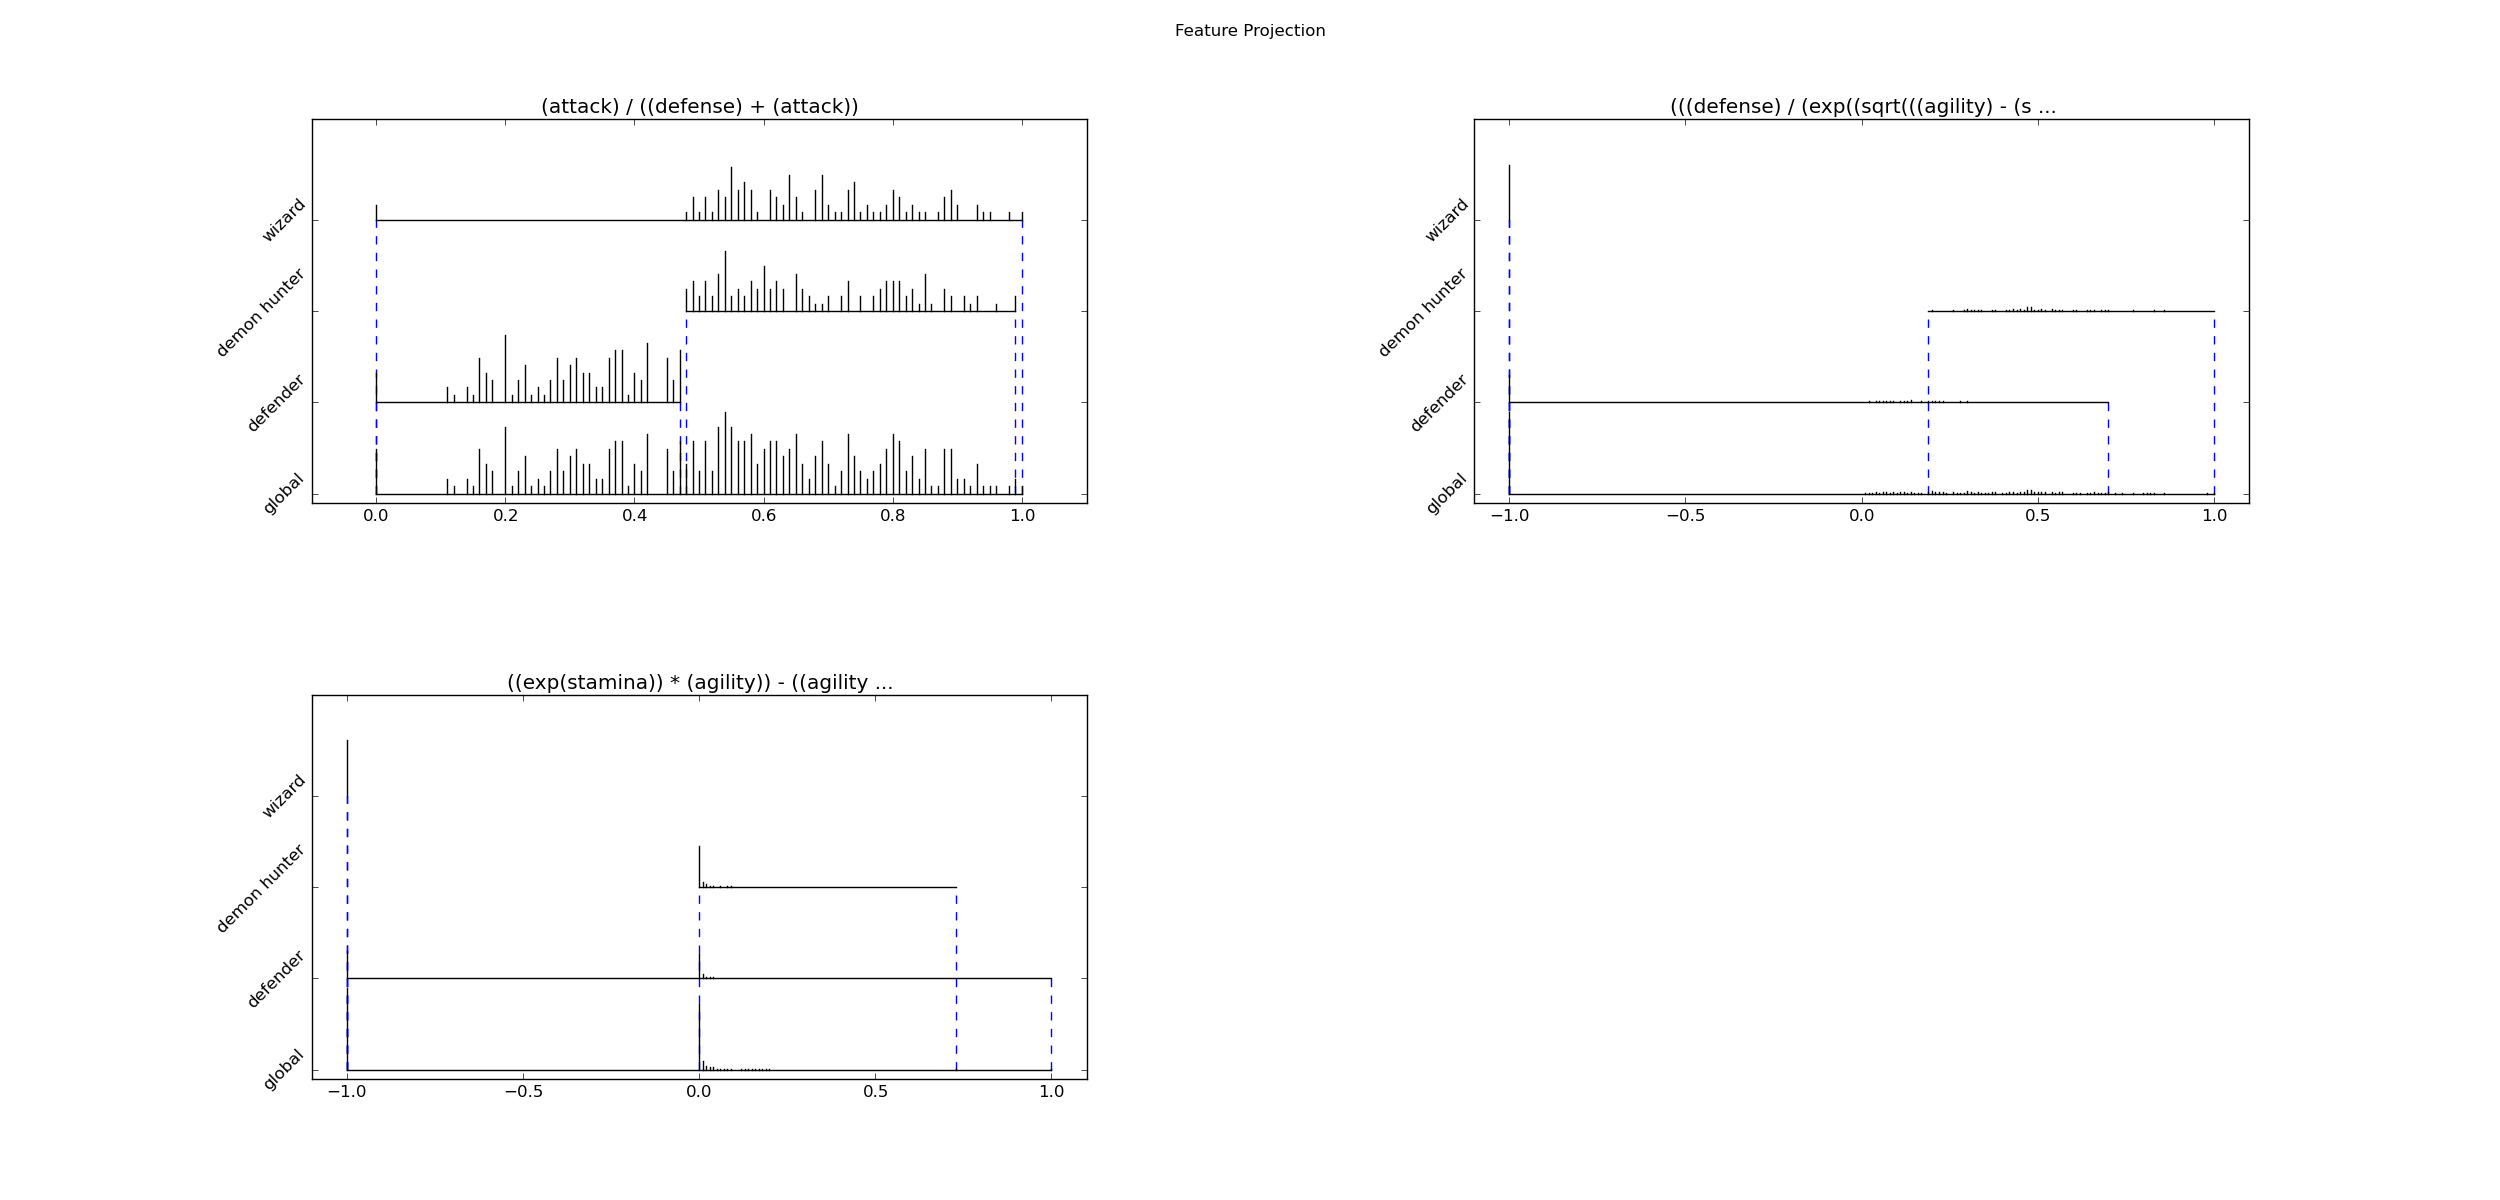 Feature Projection
(attack) / ((defense) + (attack))
wizard
demon hunter
defender
global
0.0 0.2 0.4 0.6 0.8 1.0
(((defense) / (exp((sqrt(((agility) - (s ...
wizard
demon hunter
defender
global
−1.0 −0.5 0.0 0.5 1.0
((exp(stamina)) * (agility)) - ((agility ...
wizard
demon hunter
defender
global
−1.0 −0.5 0.0 0.5 1.0